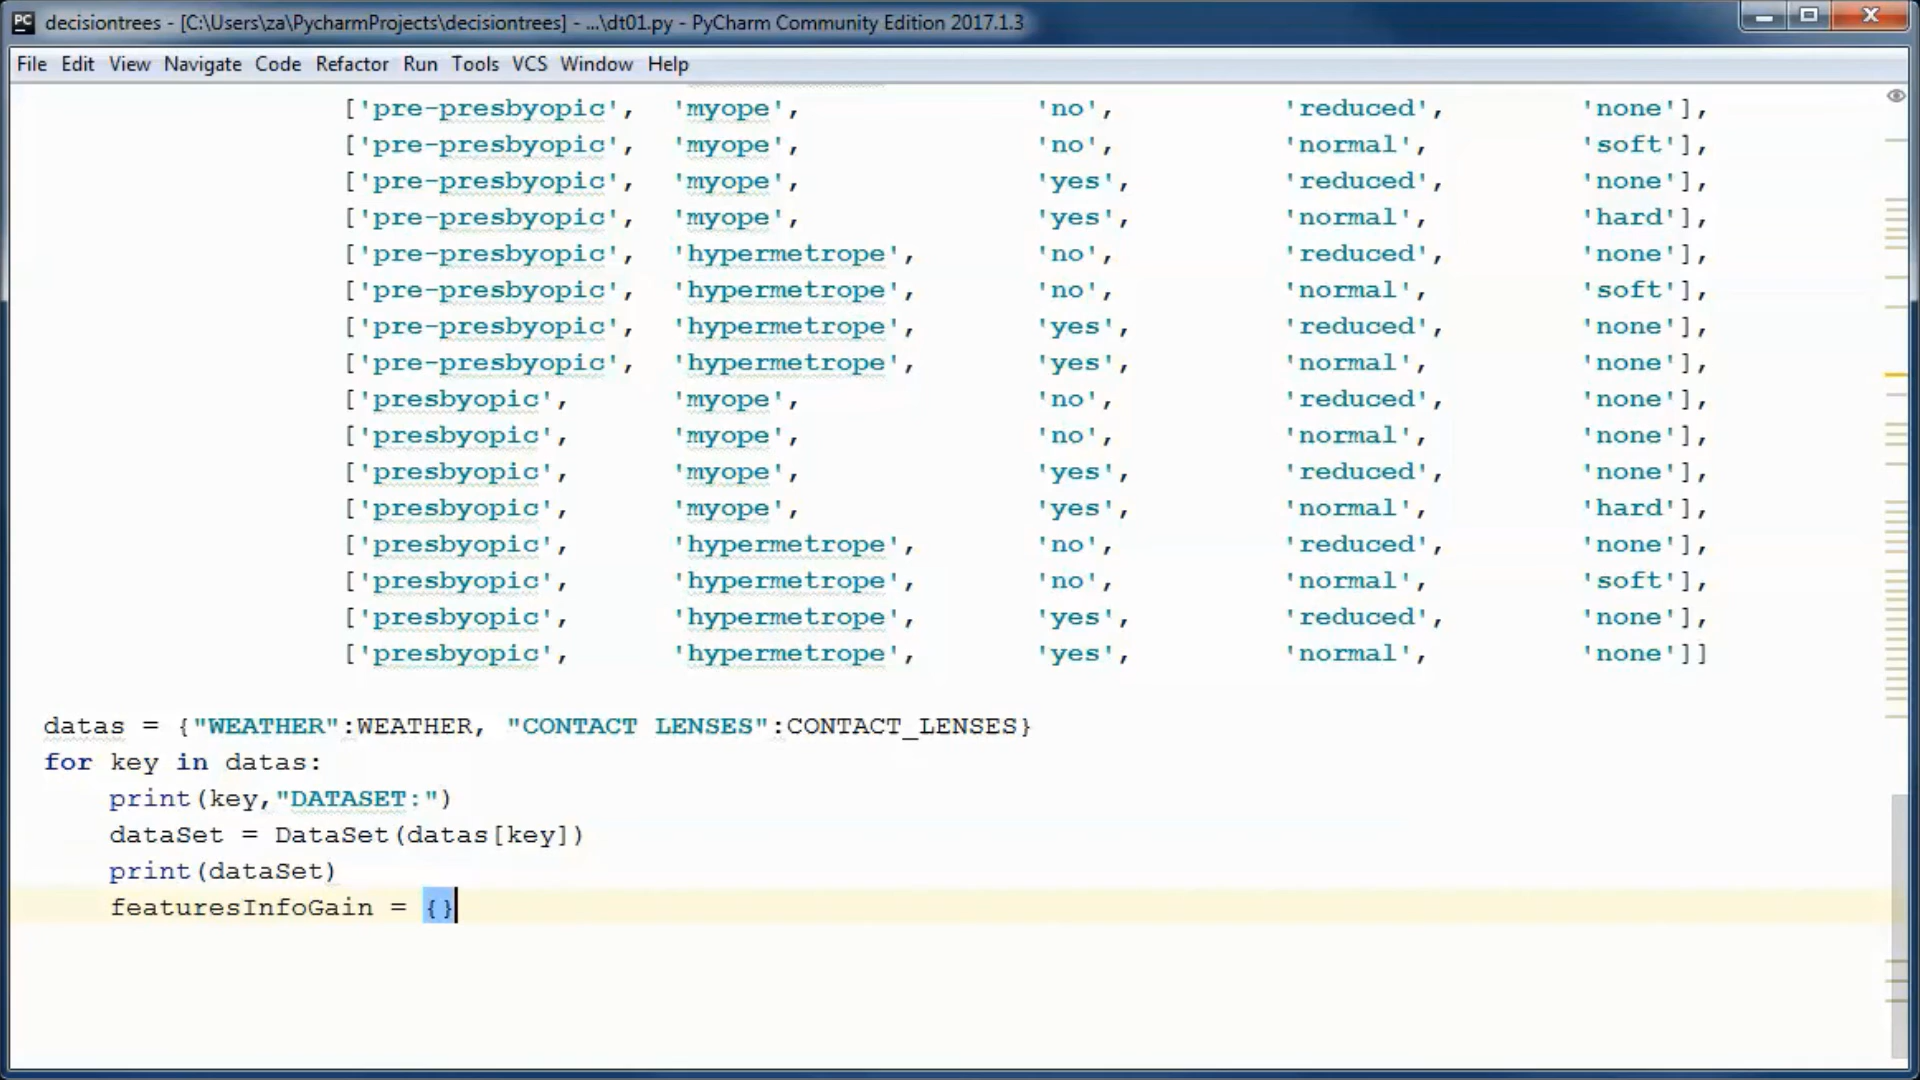 PC decisiontrees - [C:\Users\za\PycharmProjects\decisiontrees] - ...\dt01.py - PyCharm Community Edition 2017.1.3
File Edit View Navigate Code Refactor Run Tools VCS Window Help
['pre-presbyopic', 'myope', 'no', 'reduced', 'none'],
['pre-presbyopic', 'myope', 'no', 'normal', 'soft'],
['pre-presbyopic', 'myope', 'yes', 'reduced', 'none'],
['pre-presbyopic', 'myope', 'yes', 'normal', 'hard'],
['pre-presbyopic', 'hypermetrope', 'no', 'reduced', 'none'],
['pre-presbyopic', 'hypermetrope', 'no', 'normal', 'soft'],
['pre-presbyopic', 'hypermetrope', 'yes', 'reduced', 'none'],
['pre-presbyopic', 'hypermetrope', 'yes', 'normal', 'none'],
['presbyopic', 'myope', 'no', 'reduced', 'none'],
['presbyopic', 'myope', 'no', 'normal', 'none'],
['presbyopic', 'myope', 'yes', 'reduced', 'none'],
['presbyopic', 'myope', 'yes', 'normal', 'hard'],
['presbyopic', 'hypermetrope', 'no', 'reduced', 'none'],
['presbyopic', 'hypermetrope', 'no', 'normal', 'soft'],
['presbyopic', 'hypermetrope', 'yes', 'reduced', 'none'],
['presbyopic', 'hypermetrope', 'yes', 'normal', 'none']]
datas = {"WEATHER":WEATHER, "CONTACT LENSES":CONTACT_LENSES}
for key in datas:
print(key,"DATASET:")
dataSet = DataSet(datas[key])
print(dataSet)
featuresInfoGain = {}